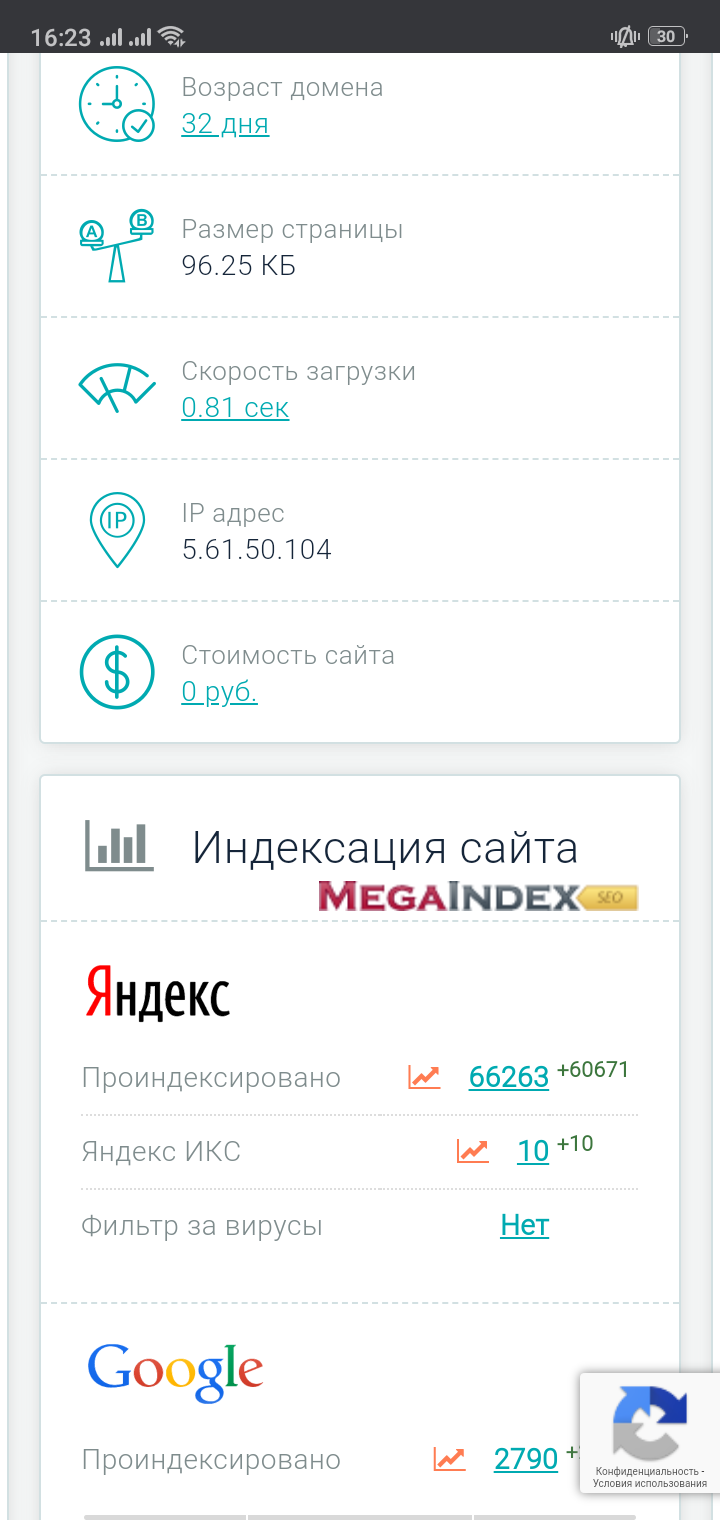 16:23
30
Возраст домена
32 дня
A B
Размер страницы
96.25 КБ
Скорость загрузки
0.81 сек
IP
IP адрес
5.61.50.104
$
Стоимость сайта
0 руб.
Индексация сайта
MEGAINDEX SEO
Яндекс
Проиндексировано 66263 +60671
Яндекс ИКС 10 +10
Фильтр за вирусы Нет
Google
Проиндексировано 2790
Конфиденциальность -
Условия использования